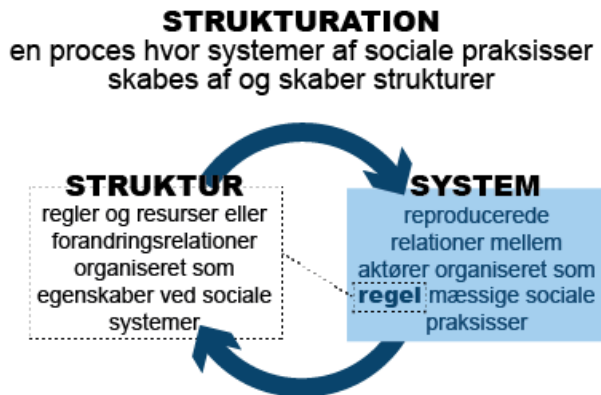 STRUKTURATION
en proces hvor systemer af sociale praksisser
skabes af og skaber strukturer
STRUKTUR
regler og resurser eller
forandringsrelationer
organiseret som
egenskaber ved sociale
systemer
SYSTEM
reproducerede
relationer mellem
aktører organiseret som
regel mæssige sociale
praksisser